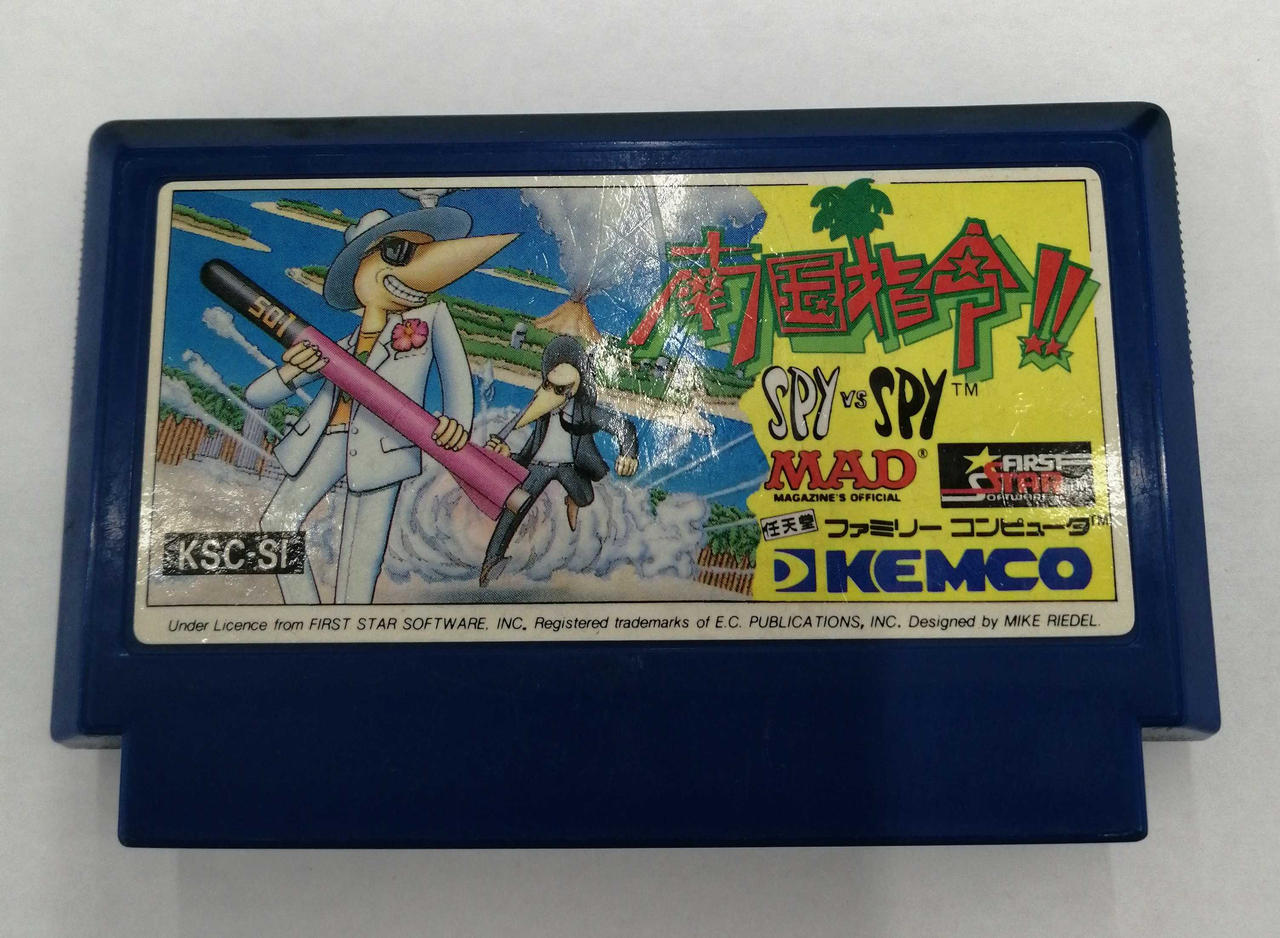 南国指令!!
SPY vs SPY™
MAD®
MAGAZINE'S OFFICIAL
FIRST
STAR
SOFTWARE
任天堂 ファミリー コンピュータ™
KEMCO
501
KSC-SI
Under Licence from FIRST STAR SOFTWARE, INC. Registered trademarks of E.C. PUBLICATIONS, INC. Designed by MIKE RIEDEL.